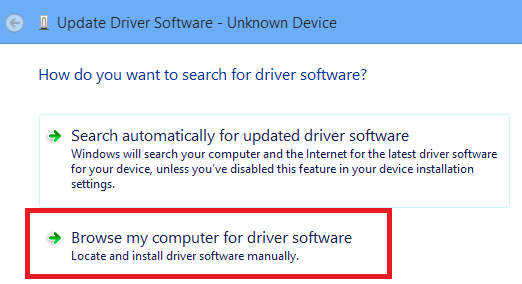 Update Driver Software - Unknown Device
How do you want to search for driver software?
Search automatically for updated driver software
Windows will search your computer and the Internet for the latest driver software
for your device, unless you've disabled this feature in your device installation
settings.
Browse my computer for driver software
Locate and install driver software manually.